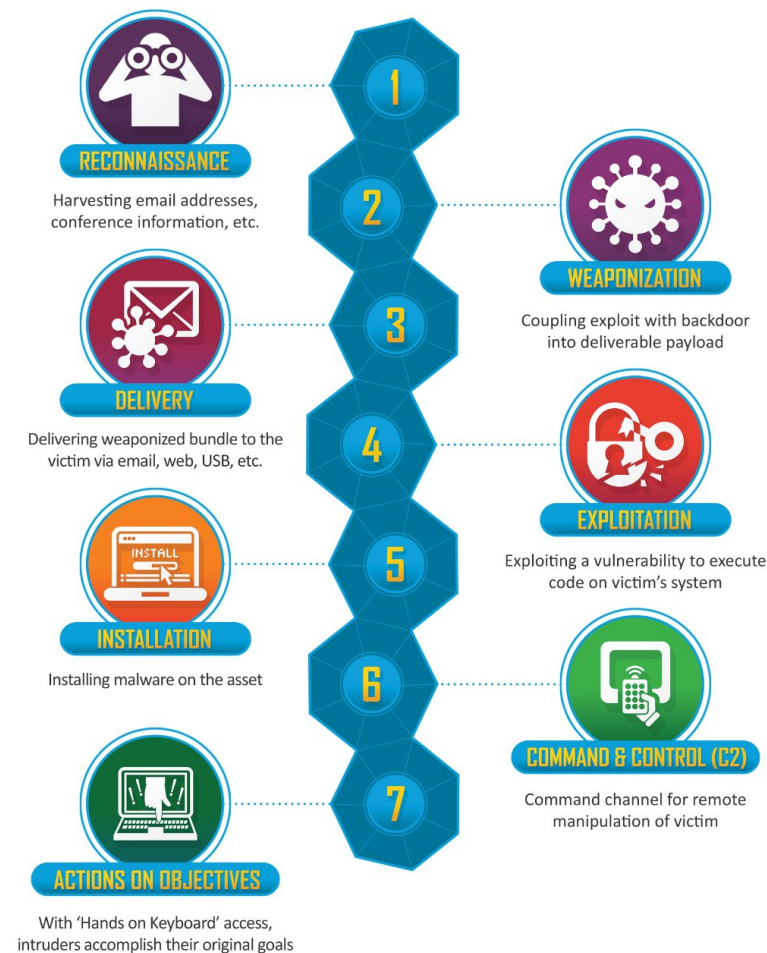 1
RECONNAISSANCE
Harvesting email addresses,
conference information, etc.
2
WEAPONIZATION
Coupling exploit with backdoor
into deliverable payload
3
DELIVERY
Delivering weaponized bundle to the
victim via email, web, USB, etc.
4
EXPLOITATION
Exploiting a vulnerability to execute
code on victim's system
5
INSTALL
INSTALLATION
Installing malware on the asset
6
COMMAND & CONTROL (C2)
Command channel for remote
manipulation of victim
7
ACTIONS ON OBJECTIVES
With 'Hands on Keyboard' access,
intruders accomplish their original goals